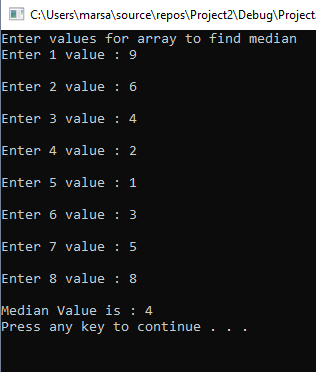 C:\Users\marsa\source\repos\Project2\Debug\Project
Enter values for array to find median
Enter 1 value : 9
Enter 2 value : 6
Enter 3 value : 4
Enter 4 value : 2
Enter 5 value : 1
Enter 6 value : 3
Enter 7 value : 5
Enter 8 value : 8
Median Value is : 4
Press any key to continue . . .